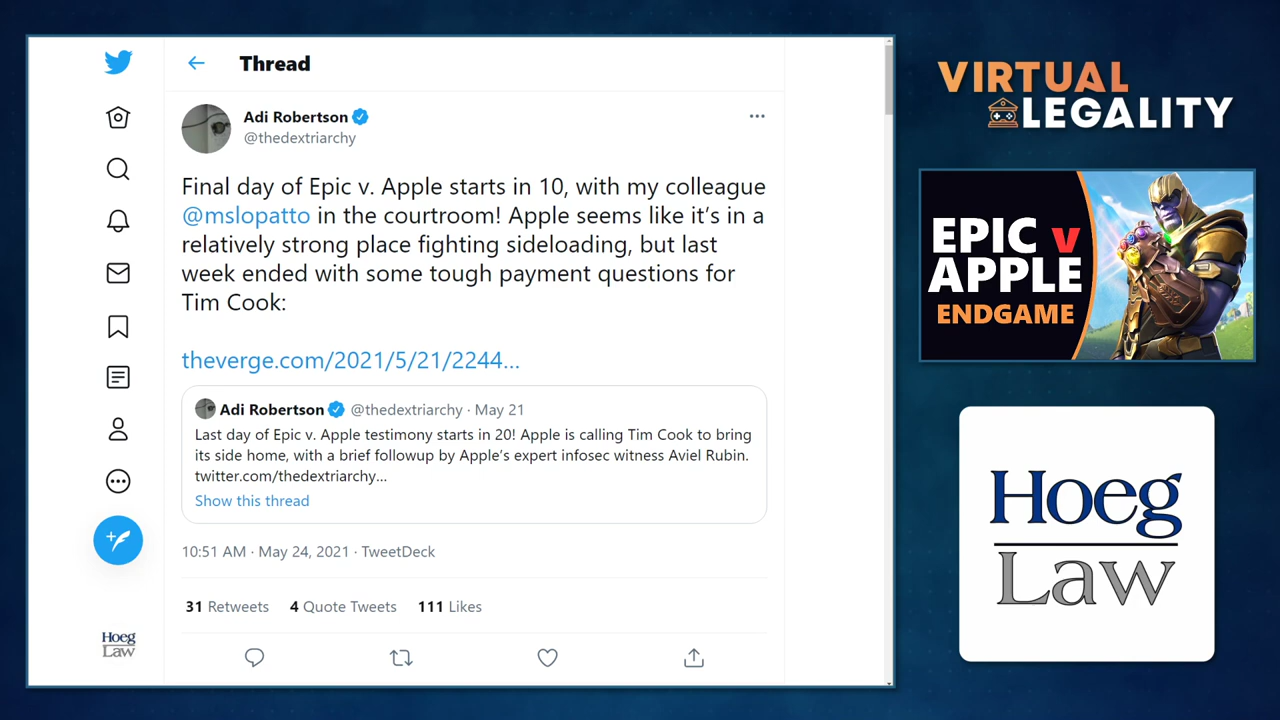 Thread
Adi Robertson
@thedextriarchy
Final day of Epic v. Apple starts in 10, with my colleague
@mslopatto in the courtroom! Apple seems like it’s in a
relatively strong place fighting sideloading, but last
week ended with some tough payment questions for
Tim Cook:
theverge.com/2021/5/21/2244...
Adi Robertson @thedextriarchy · May 21
Last day of Epic v. Apple testimony starts in 20! Apple is calling Tim Cook to bring
its side home, with a brief followup by Apple’s expert infosec witness Aviel Rubin.
twitter.com/thedextriarchy...
Show this thread
10:51 AM · May 24, 2021 · TweetDeck
31 Retweets 4 Quote Tweets 111 Likes
Hoeg
Law
VIRTUAL
LEGALITY
EPIC v
APPLE
ENDGAME
Hoeg
Law